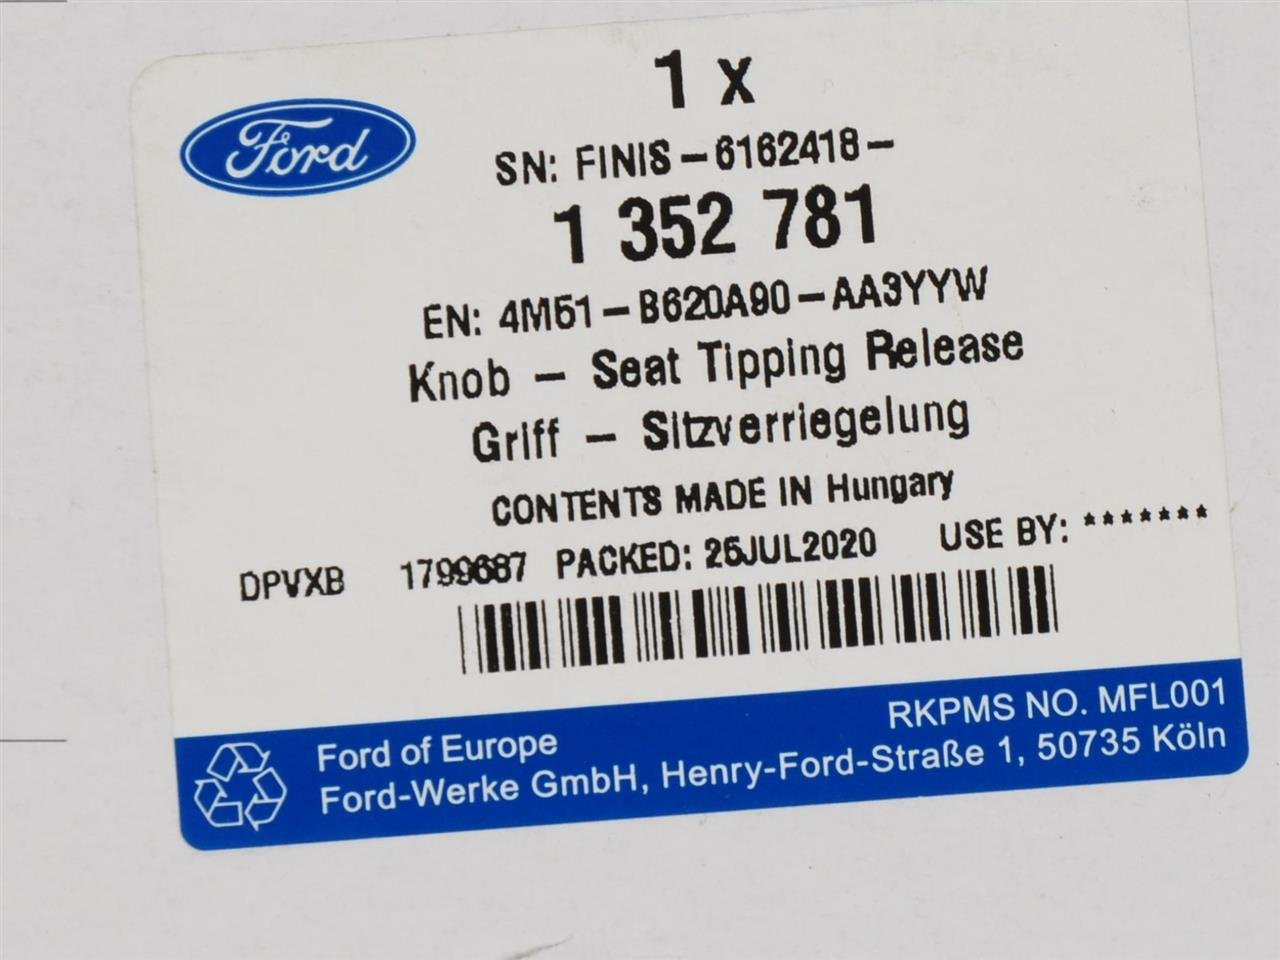 Ford
1 x
SN: FINIS-6162418-
1 352 781
EN: 4M51-B620A90-AA3YYW
Knob - Seat Tipping Release
Griff - Sitzverriegelung
CONTENTS MADE IN Hungary
DPVXB 1799687 PACKED: 25JUL2020 USE BY: *******
RKPMS NO. MFL001
Ford of Europe
Ford-Werke GmbH, Henry-Ford-Straße 1, 50735 Köln